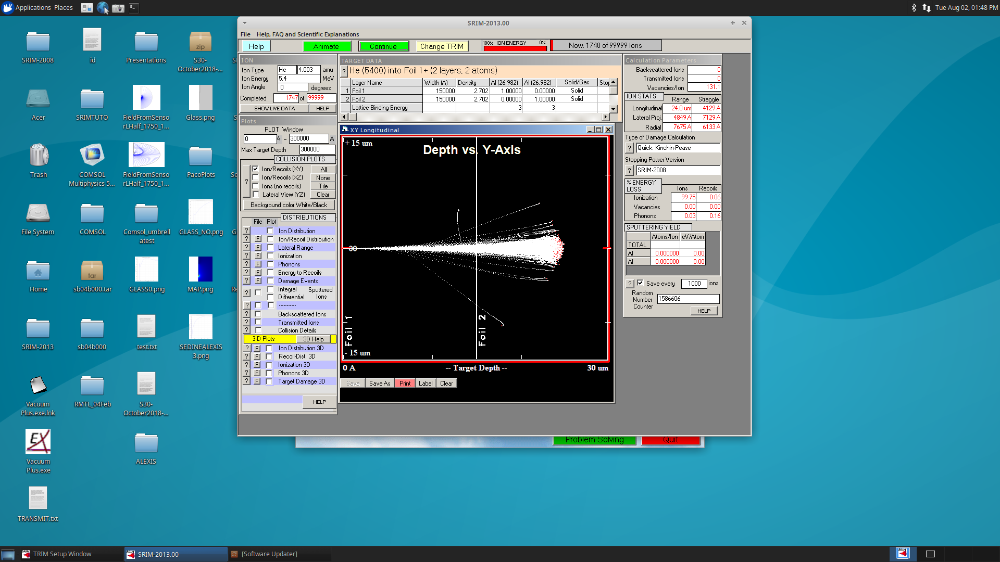 Applications Places
Tue Aug 02, 01:48 PM
SRIM-2008
id
Presentations
S30-
October2018-...
Acer
SRIMTUTO
FieldFromSenso
rLHalf_1750_1...
Glass.png
Trash
COMSOL
Multiphysics 5...
FieldFromSenso
rLHalf_1750_1...
PacoPlots
File System
COMSOL
Comsol_umbrell
atest
GLASS_NO.png
Home
sb04b000.tar
GLASS0.png
MAP.png
SRIM-2013
sb04b000
test.txt
SEDINEALEXIS
3.png
Vacuum
Plus.exe.lnk
RMTL_04Feb
S30-
October2018-...
Vacuum
Plus.exe
ALEXIS
TRANSMIT.txt
SRIM-2013.00
File Help, FAQ and Scientific Explanations
Help
Animate
Continue
Change TRIM
100% ION ENERGY 0%
Now: 1748 of 99999 Ions
ION
Ion Type He 4.003 amu
Ion Energy 5.4 MeV
Ion Angle 0 degrees
Completed 1747 of 99999
SHOW LIVE DATA HELP
Plots
PLOT Window
0 A - 300000 A
Max Target Depth 300000
COLLISION PLOTS
?
Ion/Recoils (XY) All
Ion/Recoils (XZ) None
Ions (no recoils) Tile
Lateral View (YZ) Clear
Background color White/Black
DISTRIBUTIONS
File Plot
? Ion Distribution
? F Ion/Recoil Distribution
? F Lateral Range
? F Ionization
? F Phonons
? F Energy to Recoils
? F Damage Events
? Integral Sputtered
Differential Ions
? -----------
? Backscattered Ions
? Transmitted Ions
? Collision Details
3-D Plots 3D Help
? F Ion Distribution 3D
? F Recoil-Dist. 3D
? F Ionization 3D
? F Phonons 3D
? F Target Damage 3D
HELP
TARGET DATA
? He (5400) into Foil 1+ (2 layers, 2 atoms)
Layer Name Width (A) Density Al (26.982) Al (26.982) Solid/Gas Stop
1 Foil 1 150000 2.702 1.00000 0.00000 Solid
2 Foil 2 150000 2.702 0.00000 1.00000 Solid
Lattice Binding Energy 3 3
XY Longitudinal
+ 15 um
Depth vs. Y-Axis
30
Foil 1
Foil 2
- 15 um
0 A -- Target Depth -- 30 um
Save Save As Print Label Clear
Calculation Parameters
Backscattered Ions 0
Transmitted Ions 0
Vacancies/Ion 131.1
ION STATS Range Straggle
Longitudinal 24.0 um 4129 A
Lateral Proj. 4849 A 7129 A
Radial 7675 A 6133 A
Type of Damage Calculation
? Quick: Kinchin-Pease
Stopping Power Version
? SRIM-2008
% ENERGY
LOSS
Ions Recoils
Ionization 99.75 0.06
Vacancies 0.00 0.00
Phonons 0.03 0.16
SPUTTERING YIELD
Atoms/Ion eV/Atom
TOTAL
Al 0.000000 0.00
Al 0.000000 0.00
? Save every 1000 ions
Random
Number
Counter
1586606
HELP
Problem Solving
Quit
TRIM Setup Window
SRIM-2013.00
[Software Updater]